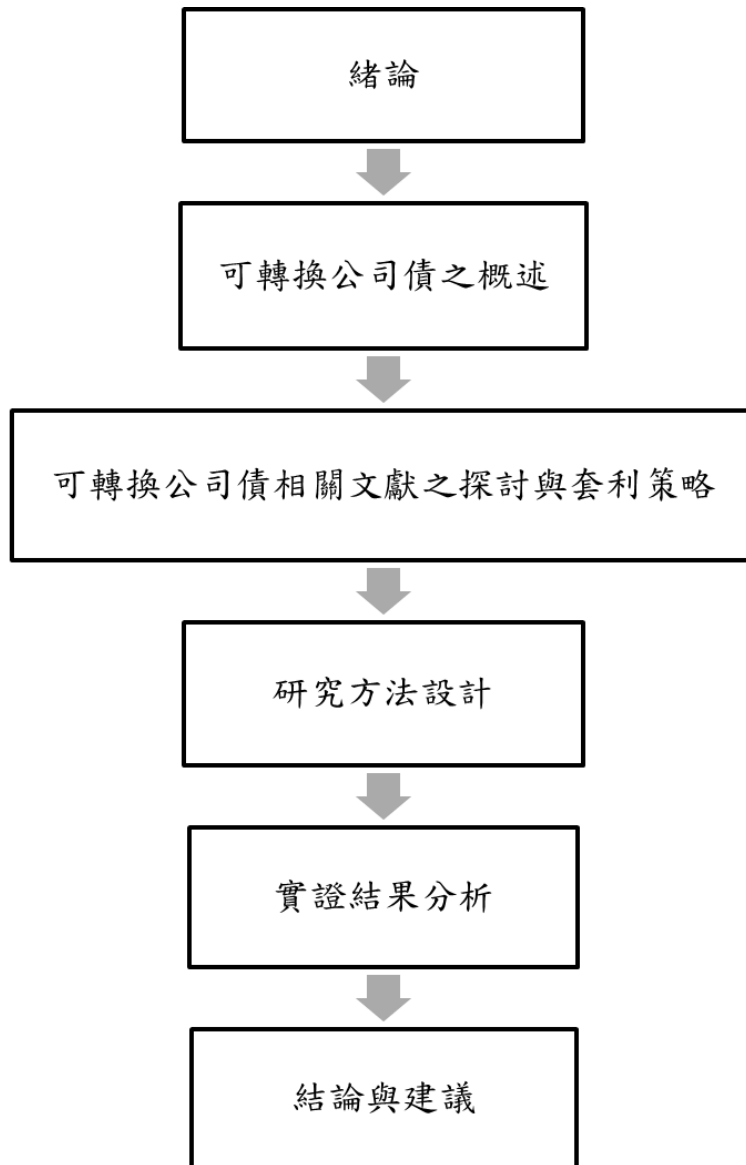 緒論
可轉換公司債之概述
可轉換公司債相關文獻之探討與套利策略
研究方法設計
實證結果分析
結論與建議